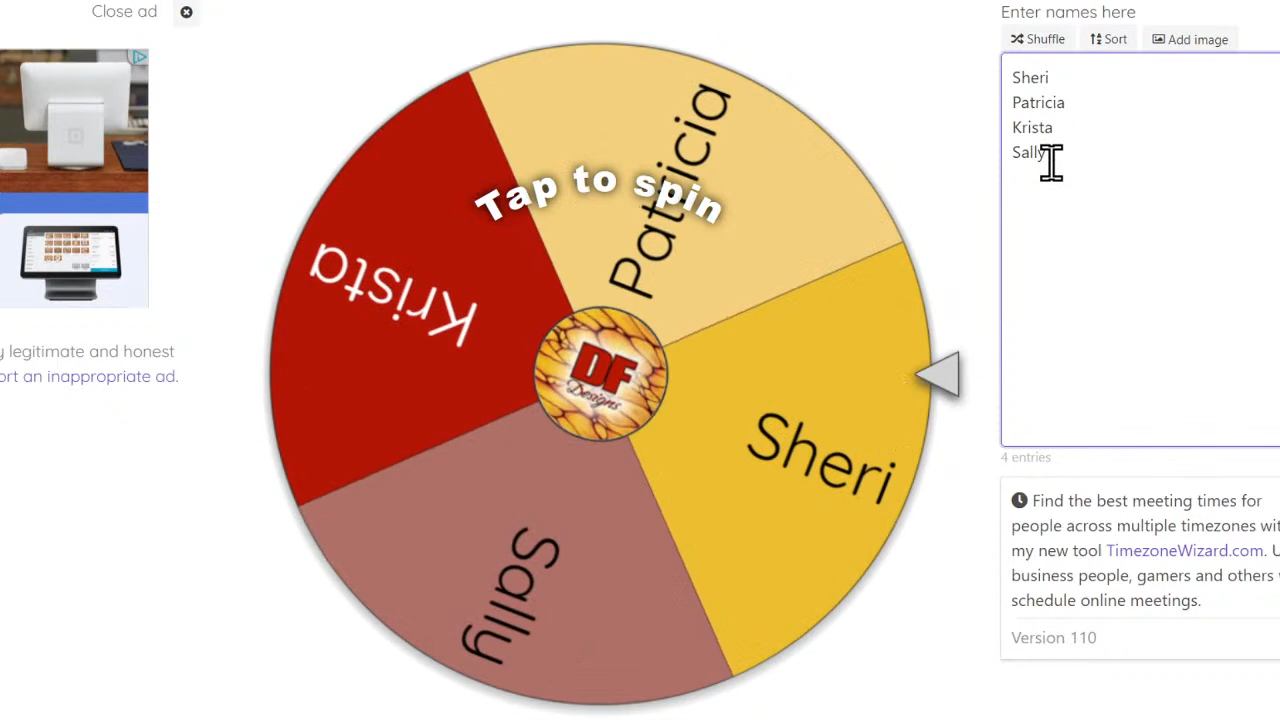 Close ad
y legitimate and honest
ort an inappropriate ad.
Tap to spin
Patricia
Krista
Sheri
Sally
DF
Designs
Enter names here
Shuffle
Sort
Add image
Sheri
Patricia
Krista
Sally
4 entries
Find the best meeting times for
people across multiple timezones wit
my new tool TimezoneWizard.com. U
business people, gamers and others
schedule online meetings.
Version 110